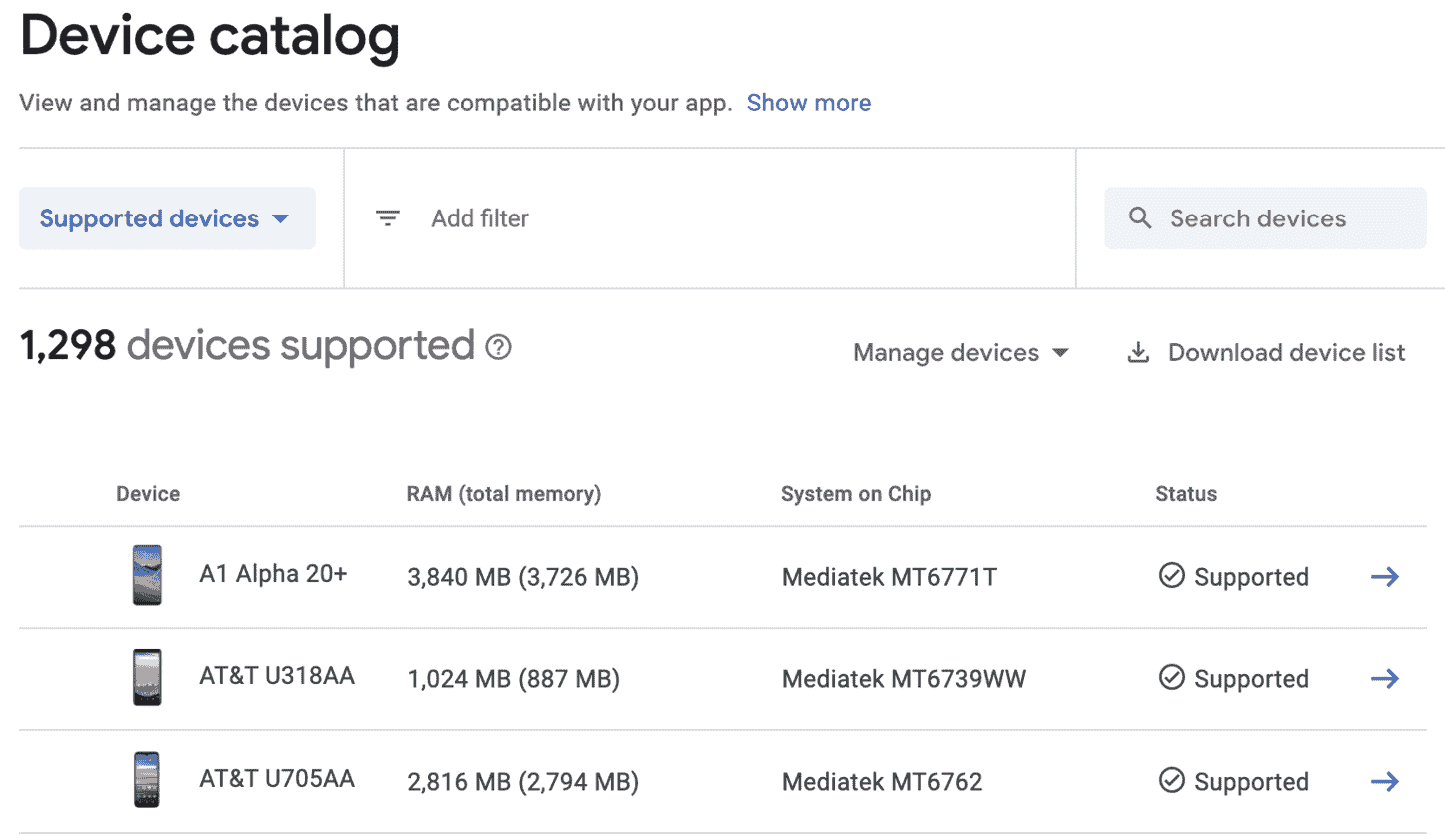 Device catalog
View and manage the devices that are compatible with your app. Show more
Supported devices
Add filter
Search devices
1,298 devices supported
Manage devices
Download device list
Device RAM (total memory) System on Chip Status
A1 Alpha 20+ 3,840 MB (3,726 MB) Mediatek MT6771T Supported
AT&T U318AA 1,024 MB (887 MB) Mediatek MT6739WW Supported
AT&T U705AA 2,816 MB (2,794 MB) Mediatek MT6762 Supported